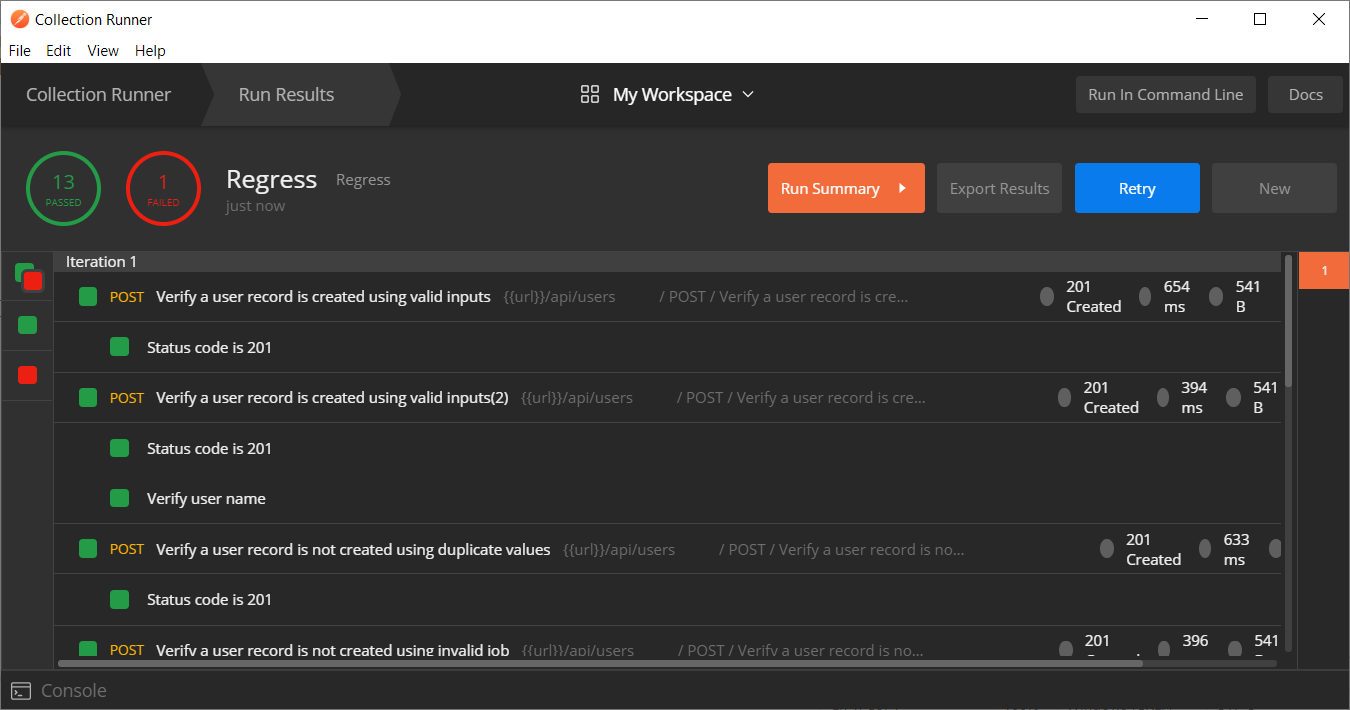 Collection Runner
File Edit View Help
Collection Runner Run Results My Workspace Run In Command Line Docs
13 PASSED
1 FAILED
Regress Regress
just now
Run Summary Export Results Retry New
Iteration 1
1
POST Verify a user record is created using valid inputs {{url}}/api/users / POST / Verify a user record is cre... 201 Created 654 ms 541 B
Status code is 201
POST Verify a user record is created using valid inputs(2) {{url}}/api/users / POST / Verify a user record is cre... 201 Created 394 ms 541 B
Status code is 201
Verify user name
POST Verify a user record is not created using duplicate values {{url}}/api/users / POST / Verify a user record is no... 201 Created 633 ms
Status code is 201
POST Verify a user record is not created using invalid job {{url}}/api/users / POST / Verify a user record is no... 201 396 541
Console